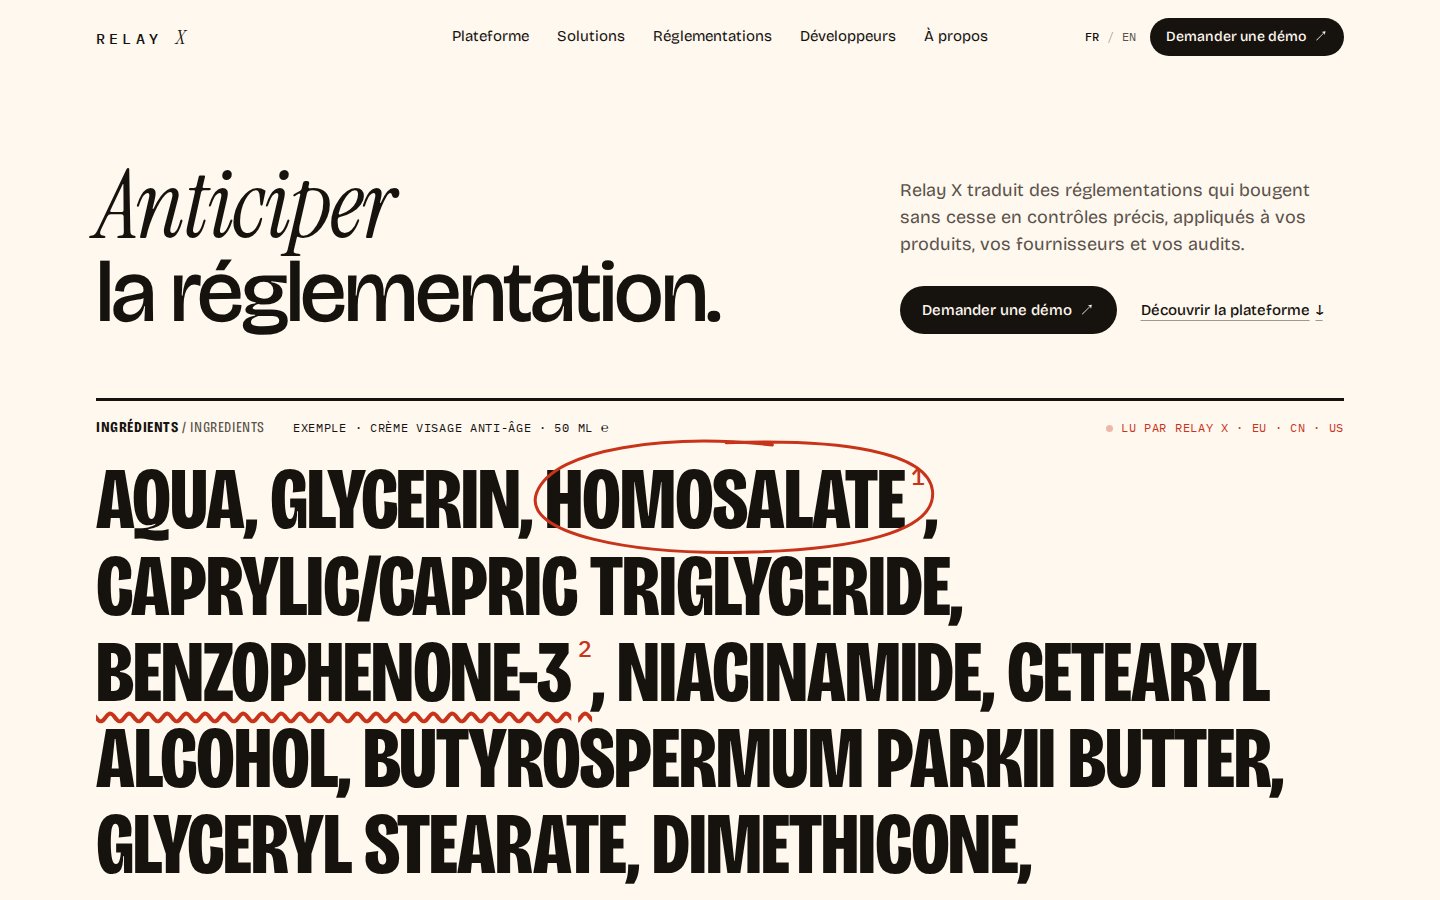 RELAY X
Plateforme Solutions Réglementations Développeurs À propos
FR / EN
Demander une démo ↗
Anticiper
la réglementation.
Relay X traduit des réglementations qui bougent
sans cesse en contrôles précis, appliqués à vos
produits, vos fournisseurs et vos audits.
Demander une démo ↗
Découvrir la plateforme ↓
INGRÉDIENTS / INGREDIENTS
EXEMPLE · CRÈME VISAGE ANTI-ÂGE · 50 ML ℮
LU PAR RELAY X · EU · CN · US
AQUA, GLYCERIN, HOMOSALATE 1,
CAPRYLIC/CAPRIC TRIGLYCERIDE,
BENZOPHENONE-3 2, NIACINAMIDE, CETEARYL
ALCOHOL, BUTYROSPERMUM PARKII BUTTER,
GLYCERYL STEARATE, DIMETHICONE,